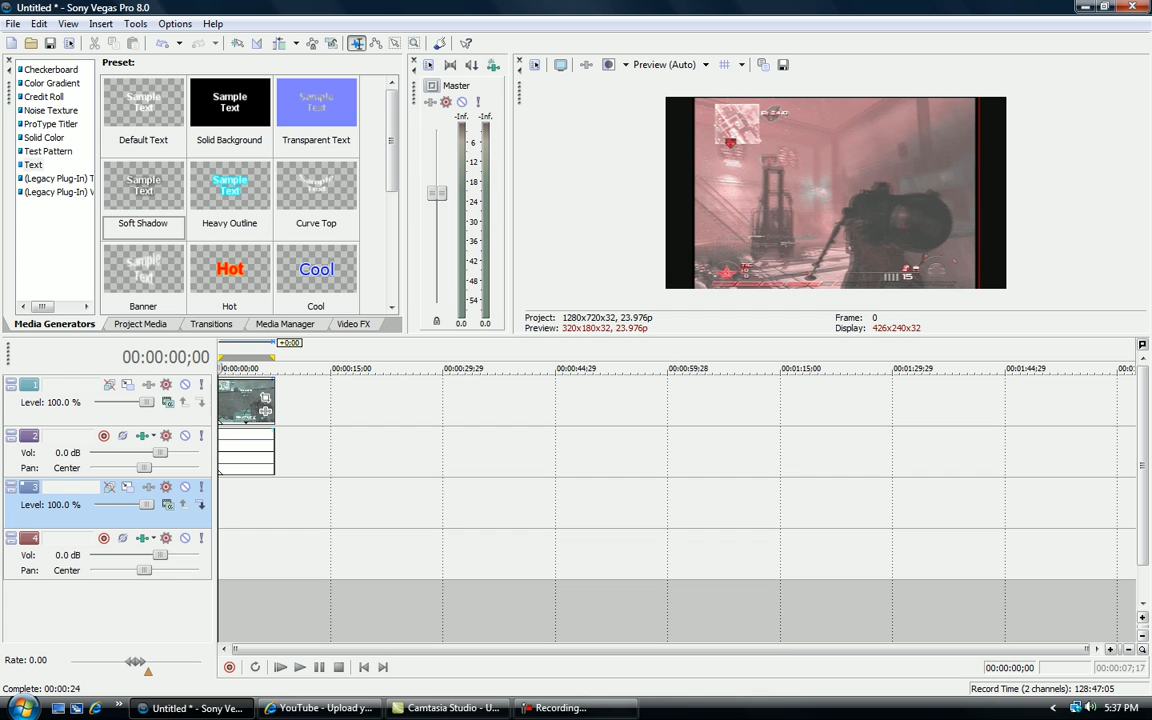 Untitled * - Sony Vegas Pro 8.0
File Edit View Insert Tools Options Help
Checkerboard
Color Gradient
Credit Roll
Noise Texture
ProType Titler
Solid Color
Test Pattern
Text
(Legacy Plug-In) T
(Legacy Plug-In) V
Preset:
Sample Text
Sample Text
Sample Text
Default Text Solid Background Transparent Text
Sample Text
Sample Text
Sample Text
Soft Shadow Heavy Outline Curve Top
Sample Text
Hot
Cool
Banner Hot Cool
Media Generators Project Media Transitions Media Manager Video FX
Master
-Inf. -Inf.
6
12
18
24
30
36
42
48
54
0.0 0.0
Preview (Auto)
15
Project: 1280x720x32, 23.976p
Preview: 320x180x32, 23.976p
Frame: 0
Display: 426x240x32
+0:00
00:00:00;00
00:00:00 00:00:15;00 00:00:29;29 00:00:44;29 00:00:59;28 00:01:15;00 00:01:29;29 00:01:44;29
1
Level: 100.0 %
2
Vol: 0.0 dB
Pan: Center
3
Level: 100.0 %
4
Vol: 0.0 dB
Pan: Center
Rate: 0.00
00:00:00;00 00:00:07;17
Complete: 00:00:24
Record Time (2 channels): 128:47:05
Untitled * - Sony Ve... YouTube - Upload y... Camtasia Studio - U... Recording...
5:37 PM